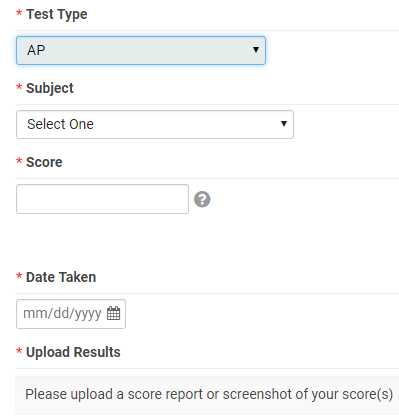 * Test Type
AP
* Subject
Select One
* Score
?
* Date Taken
mm/dd/yyyy
* Upload Results
Please upload a score report or screenshot of your score(s)